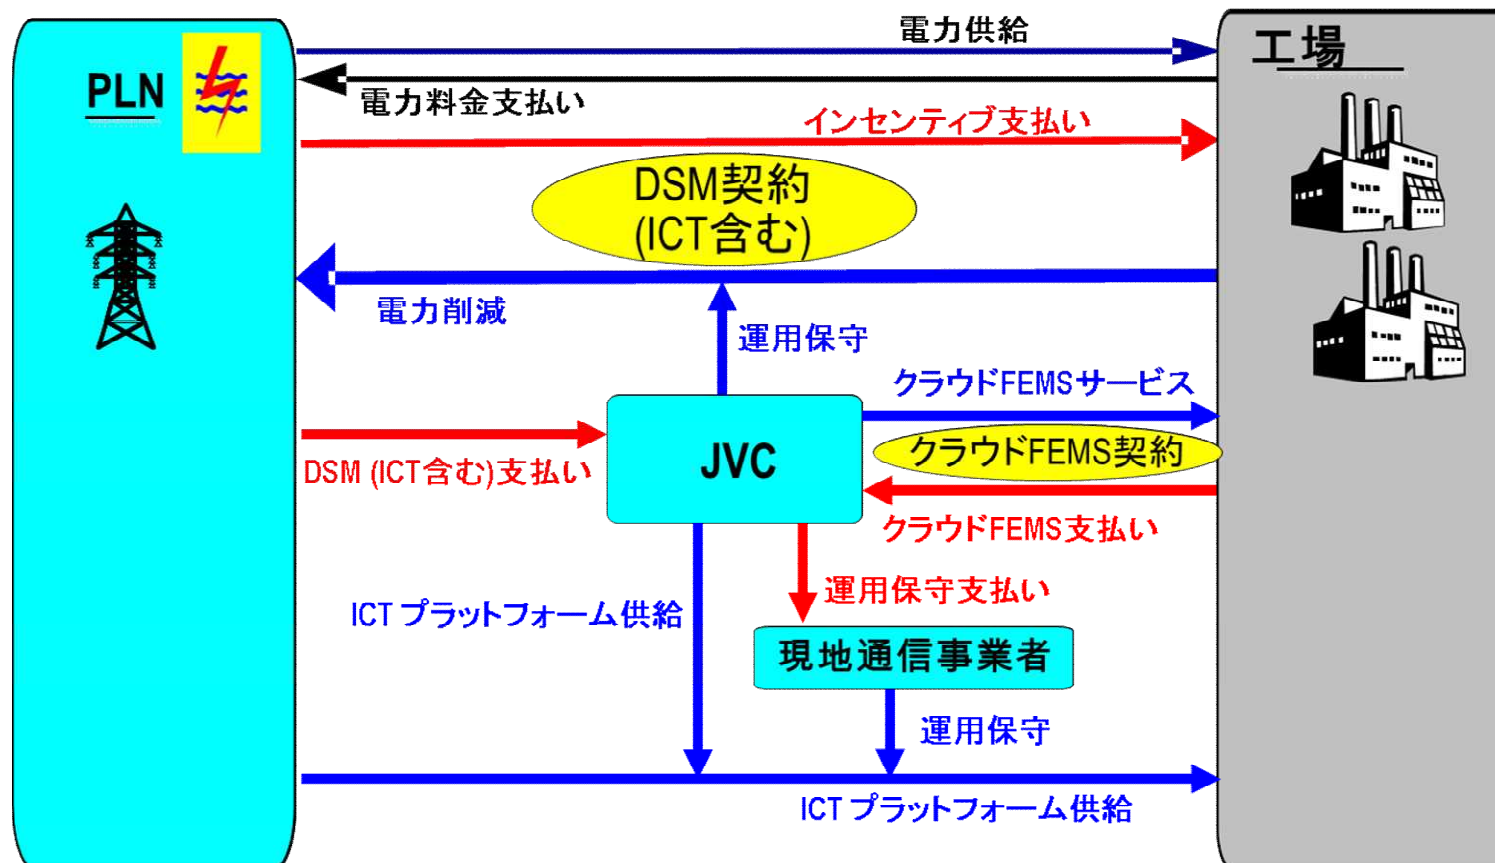 電力供給
工場
PLN
電力料金支払い
インセンティブ支払い
DSM契約
(ICT含む)
電力削減
運用保守
クラウドFEMSサービス
JVC
クラウドFEMS契約
DSM (ICT含む)支払い
クラウドFEMS支払い
運用保守支払い
ICT プラットフォーム供給
現地通信事業者
運用保守
ICT プラットフォーム供給